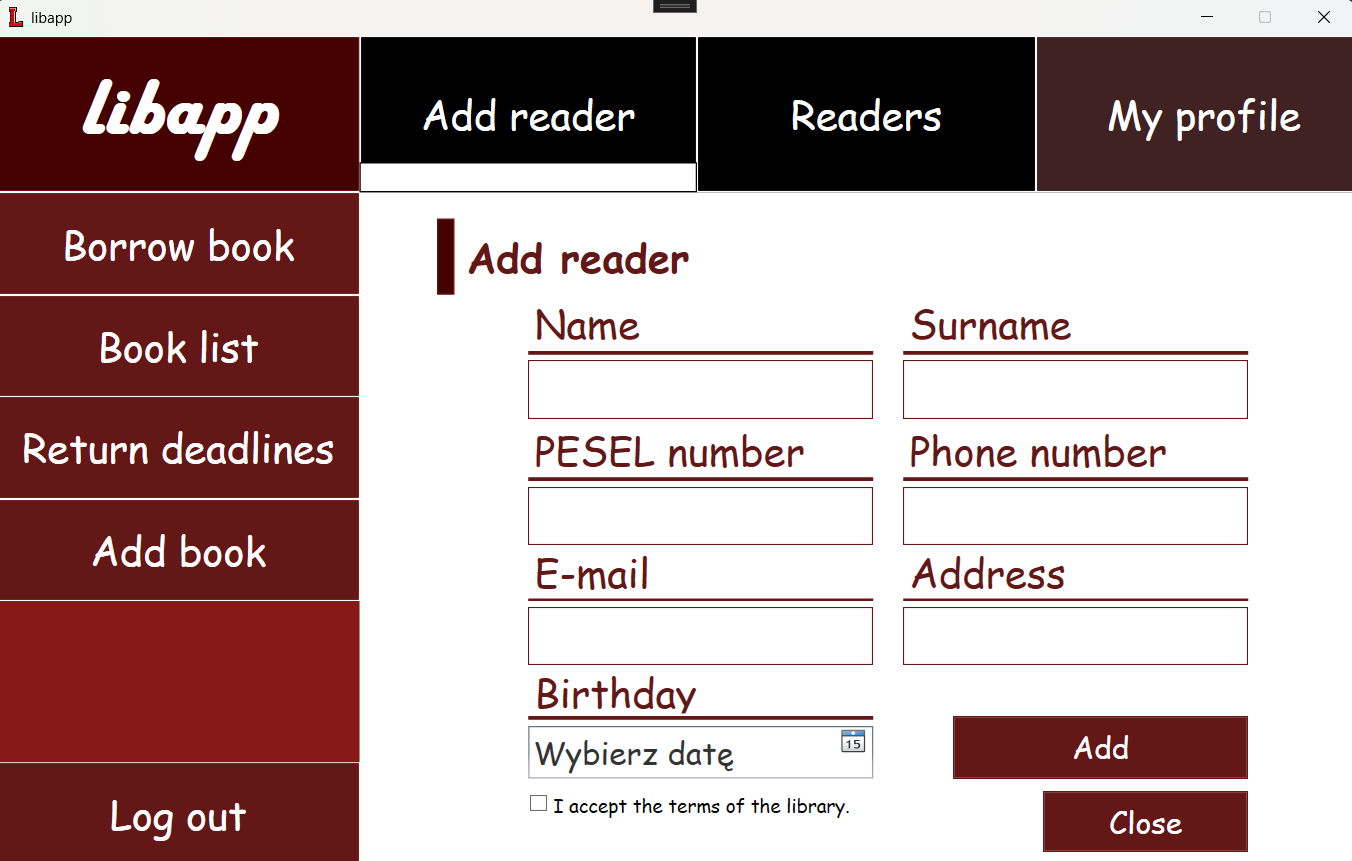 libapp
libapp
Add reader
Readers
My profile
Borrow book
Book list
Return deadlines
Add book
Log out
Add reader
Name
Surname
PESEL number
Phone number
E-mail
Address
Birthday
Wybierz datę
15
I accept the terms of the library.
Add
Close